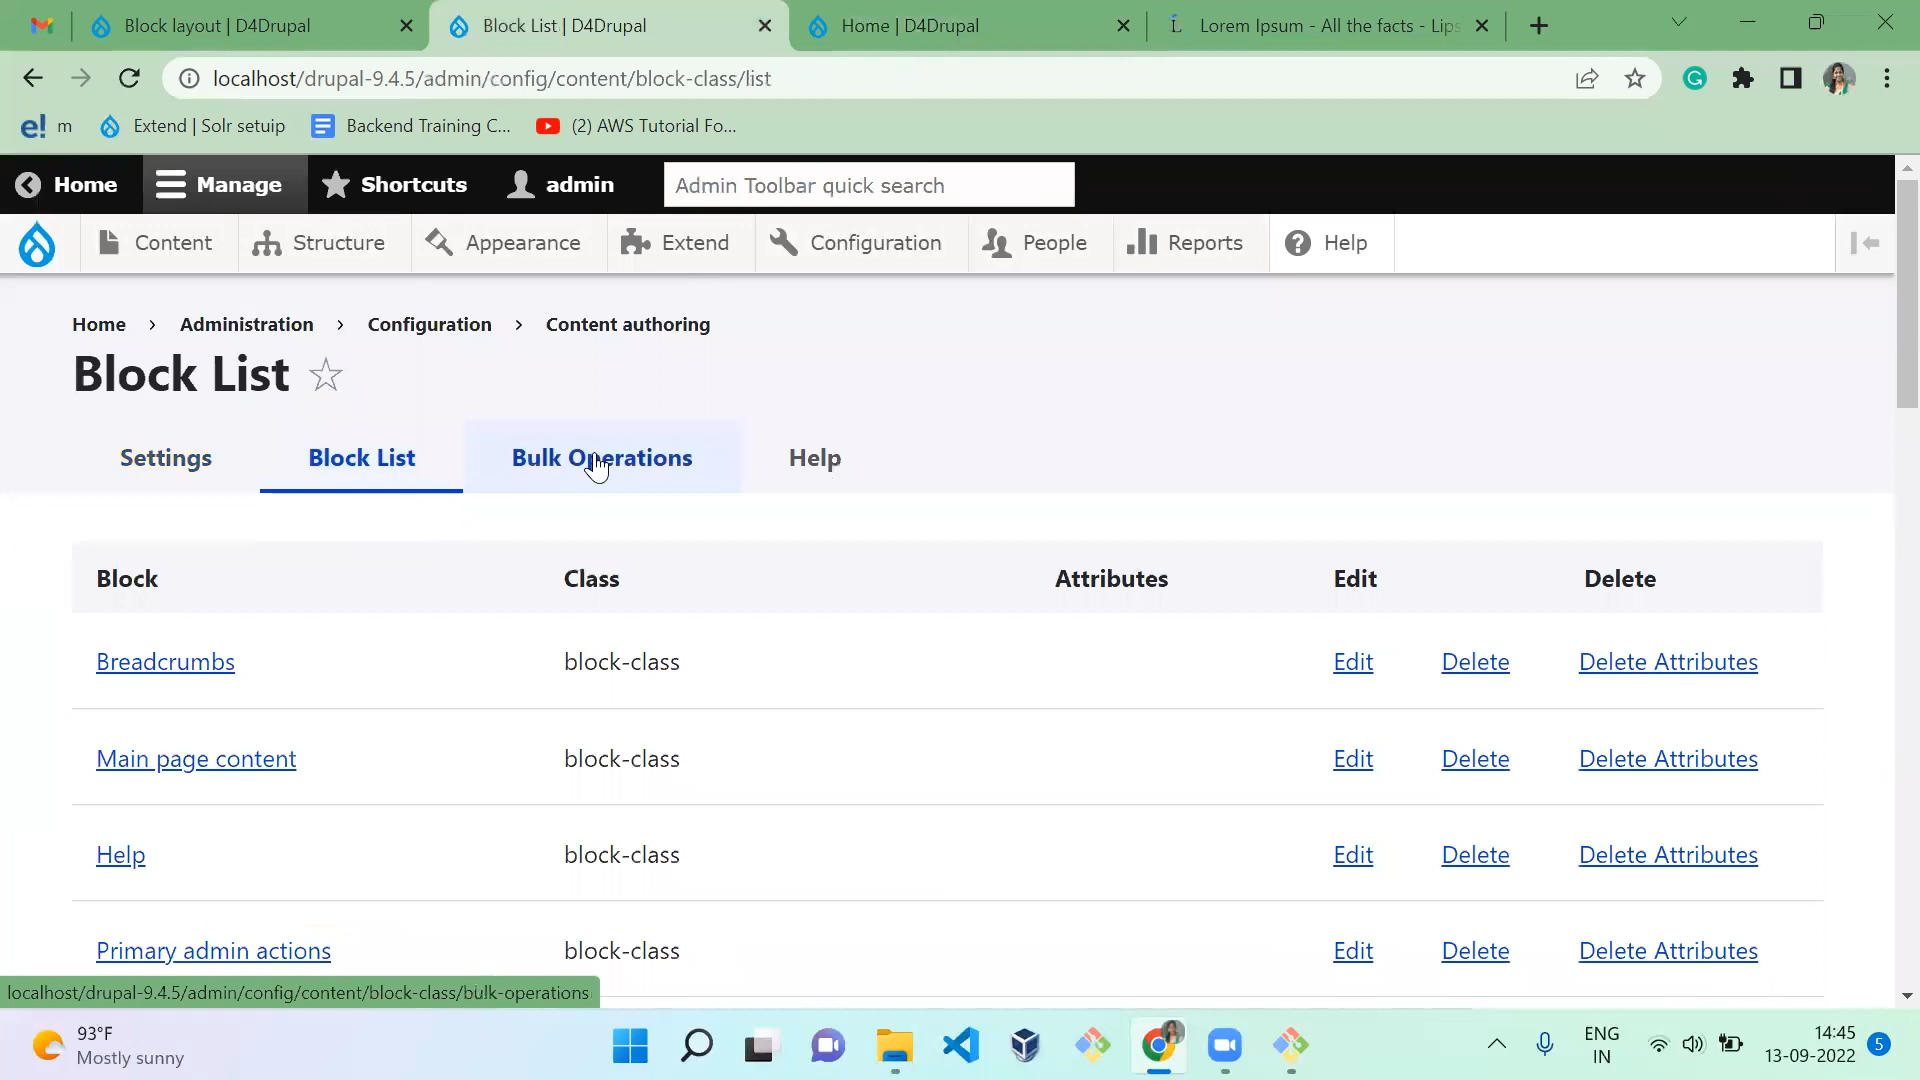 Block layout | D4Drupal
Block List | D4Drupal
Home | D4Drupal
Lorem Ipsum - All the facts - Lips
localhost/drupal-9.4.5/admin/config/content/block-class/list
e! m
Extend | Solr setuip
Backend Training C...
(2) AWS Tutorial Fo...
Home
Manage
Shortcuts
admin
Admin Toolbar quick search
Content
Structure
Appearance
Extend
Configuration
People
Reports
Help
Home > Administration > Configuration > Content authoring
Block List
Settings
Block List
Bulk Operations
Help
Block Class Attributes Edit Delete
Breadcrumbs block-class Edit Delete Delete Attributes
Main page content block-class Edit Delete Delete Attributes
Help block-class Edit Delete Delete Attributes
Primary admin actions block-class Edit Delete Delete Attributes
localhost/drupal-9.4.5/admin/config/content/block-class/bulk-operations
93°F
Mostly sunny
ENG
IN
14:45
13-09-2022
5